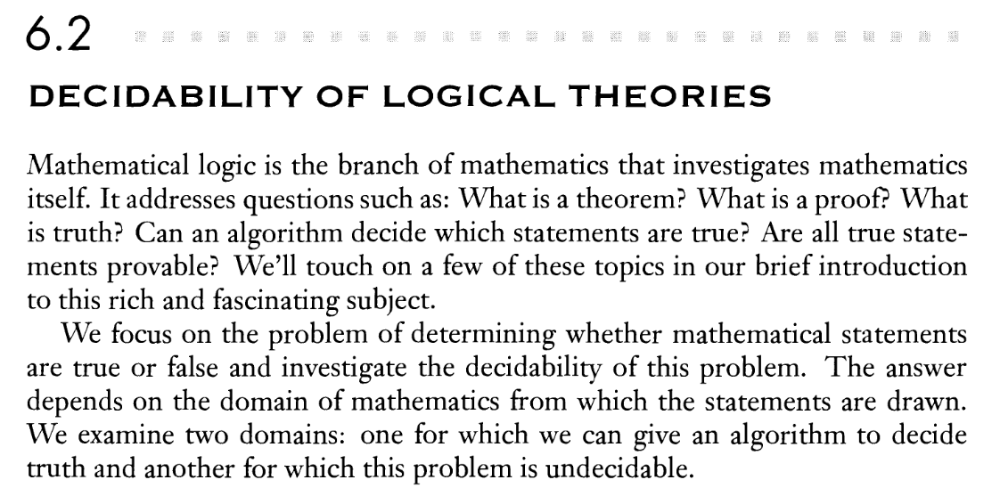 6.2
DECIDABILITY OF LOGICAL THEORIES
Mathematical logic is the branch of mathematics that investigates mathematics
itself. It addresses questions such as: What is a theorem? What is a proof? What
is truth? Can an algorithm decide which statements are true? Are all true state-
ments provable? We'll touch on a few of these topics in our brief introduction
to this rich and fascinating subject.
We focus on the problem of determining whether mathematical statements
are true or false and investigate the decidability of this problem. The answer
depends on the domain of mathematics from which the statements are drawn.
We examine two domains: one for which we can give an algorithm to decide
truth and another for which this problem is undecidable.